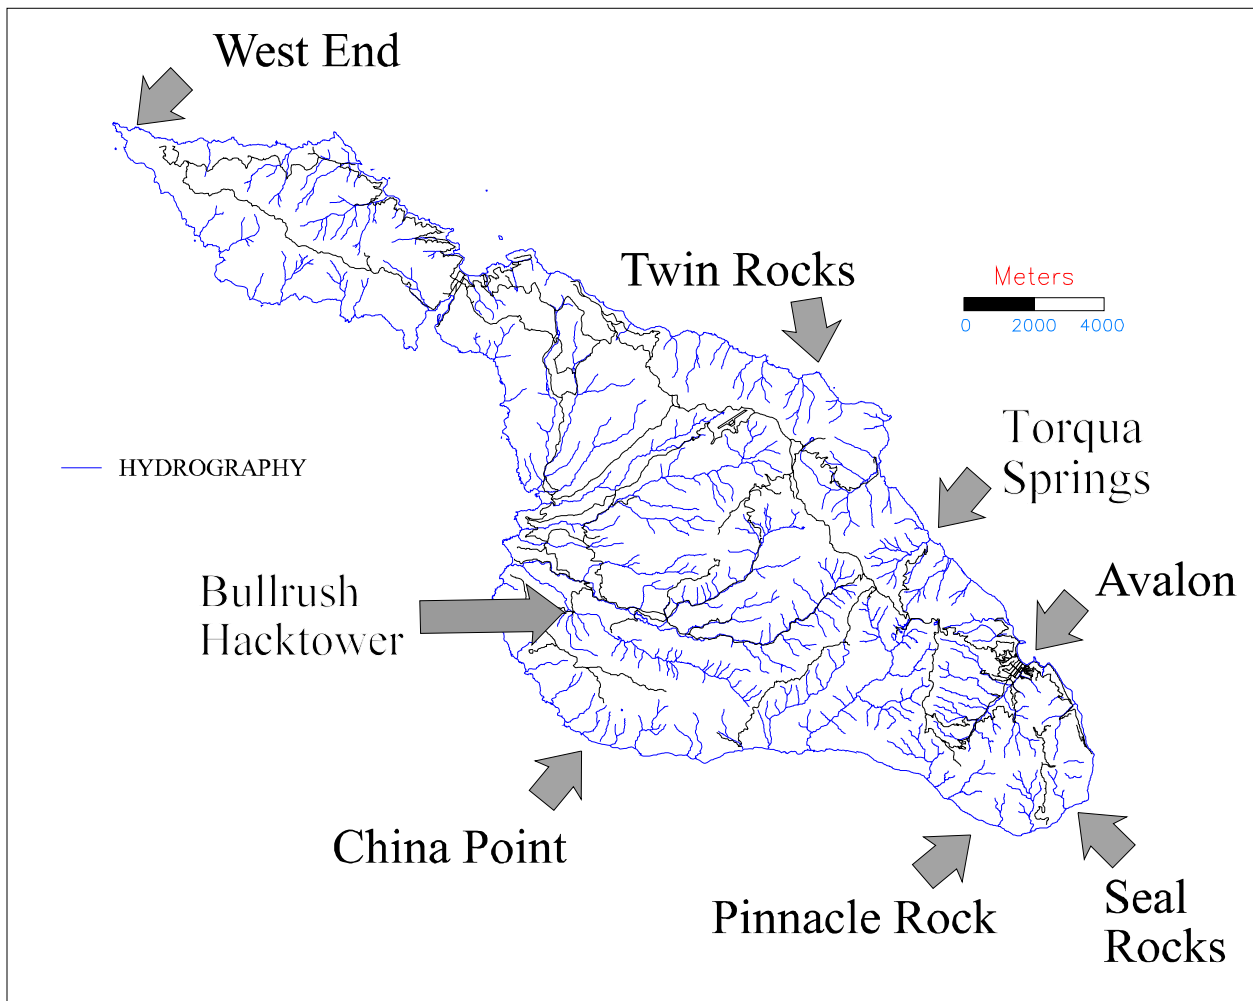 West End
Twin Rocks
Meters
0 2000 4000
Torqua
Springs
HYDROGRAPHY
Bullrush
Hacktower
Avalon
China Point
Pinnacle Rock
Seal
Rocks